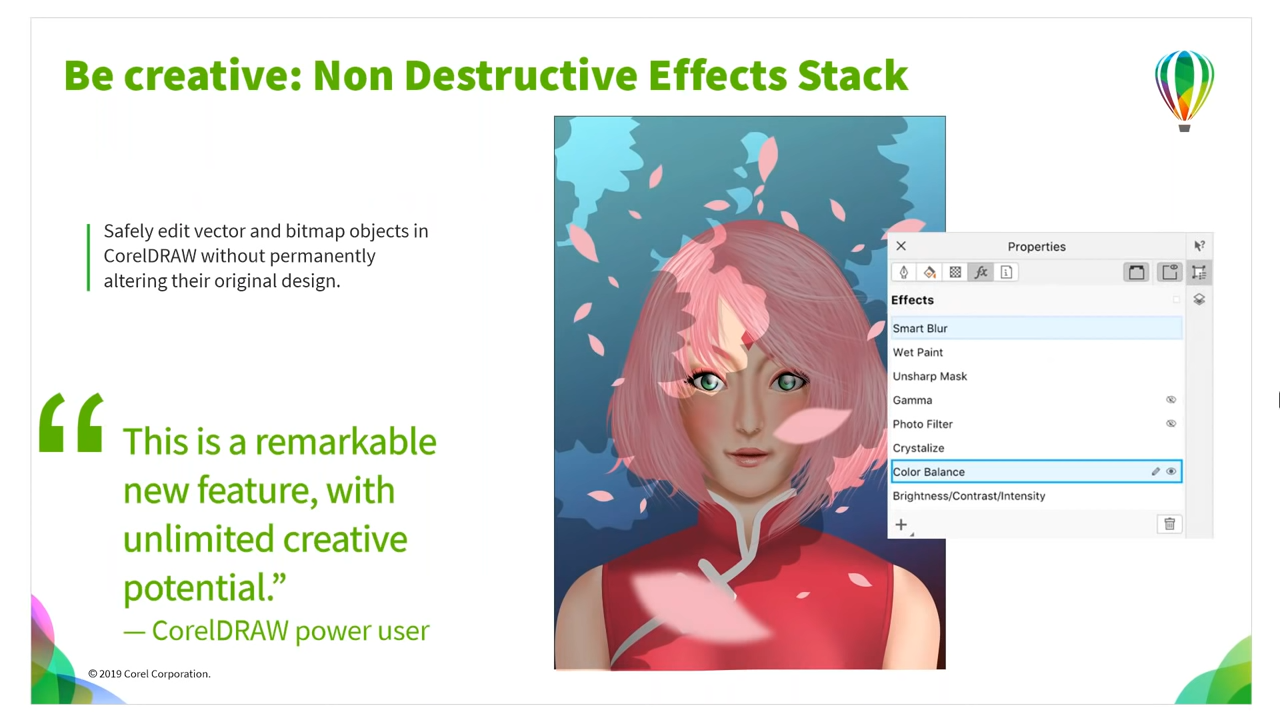 Be creative: Non Destructive Effects Stack
Safely edit vector and bitmap objects in
CorelDRAW without permanently
altering their original design.
“This is a remarkable
new feature, with
unlimited creative
potential.”
— CorelDRAW power user
© 2019 Corel Corporation.
Properties
fx
Effects
Smart Blur
Wet Paint
Unsharp Mask
Gamma
Photo Filter
Crystalize
Color Balance
Brightness/Contrast/Intensity